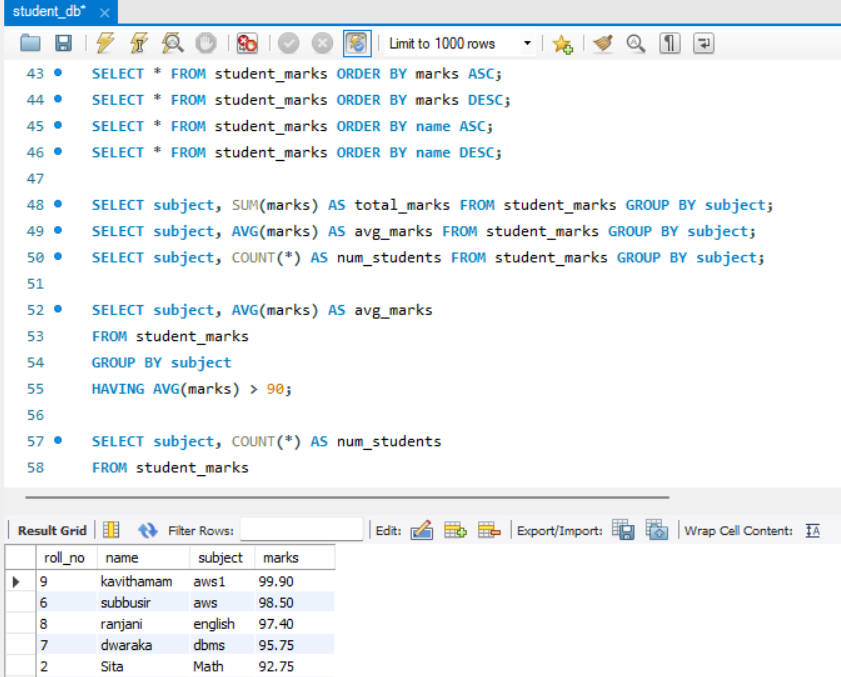 student_db*
Limit to 1000 rows
43 SELECT * FROM student_marks ORDER BY marks ASC;
44 SELECT * FROM student_marks ORDER BY marks DESC;
45 SELECT * FROM student_marks ORDER BY name ASC;
46 SELECT * FROM student_marks ORDER BY name DESC;
47
48 SELECT subject, SUM(marks) AS total_marks FROM student_marks GROUP BY subject;
49 SELECT subject, AVG(marks) AS avg_marks FROM student_marks GROUP BY subject;
50 SELECT subject, COUNT(*) AS num_students FROM student_marks GROUP BY subject;
51
52 SELECT subject, AVG(marks) AS avg_marks
53 FROM student_marks
54 GROUP BY subject
55 HAVING AVG(marks) > 90;
56
57 SELECT subject, COUNT(*) AS num_students
58 FROM student_marks
Result Grid Filter Rows: Edit: Export/Import: Wrap Cell Content: IA
roll_no name subject marks
9 kavithamam aws1 99.90
6 subbusir aws 98.50
8 ranjani english 97.40
7 dwaraka dbms 95.75
2 Sita Math 92.75